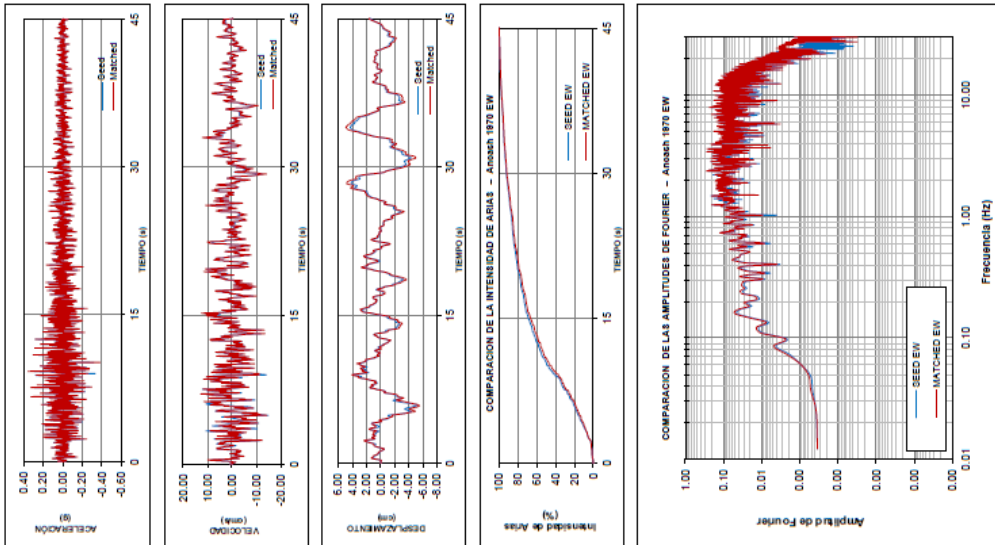 ACELERACIÓN
(g)
0.40
0.20
0.00
-0.20
-0.40
-0.60
0
15
30
45
TIEMPO (s)
Seed
Matched
VELOCIDAD
(cm/s)
20.00
10.00
0.00
-10.00
-20.00
0
15
30
45
TIEMPO (s)
Seed
Matched
DESPLAZAMIENTO
(cm)
6.00
4.00
2.00
0.00
-2.00
-4.00
-6.00
-8.00
0
15
30
45
TIEMPO (s)
Seed
Matched
COMPARACION DE LA INTENSIDAD DE ARIAS – Ancash 1970 EW
Intensidad de Arias
(%)
100
80
60
40
20
0
0
15
30
45
TIEMPO (s)
SEED EW
MATCHED EW
COMPARACION DE LAS AMPLITUDES DE FOURIER – Ancash 1970 EW
Amplitud de Fourier
1.00
0.10
0.01
0.00
0.00
0.00
0.00
0.01
0.10
1.00
10.00
Frecuencia (Hz)
SEED EW
MATCHED EW